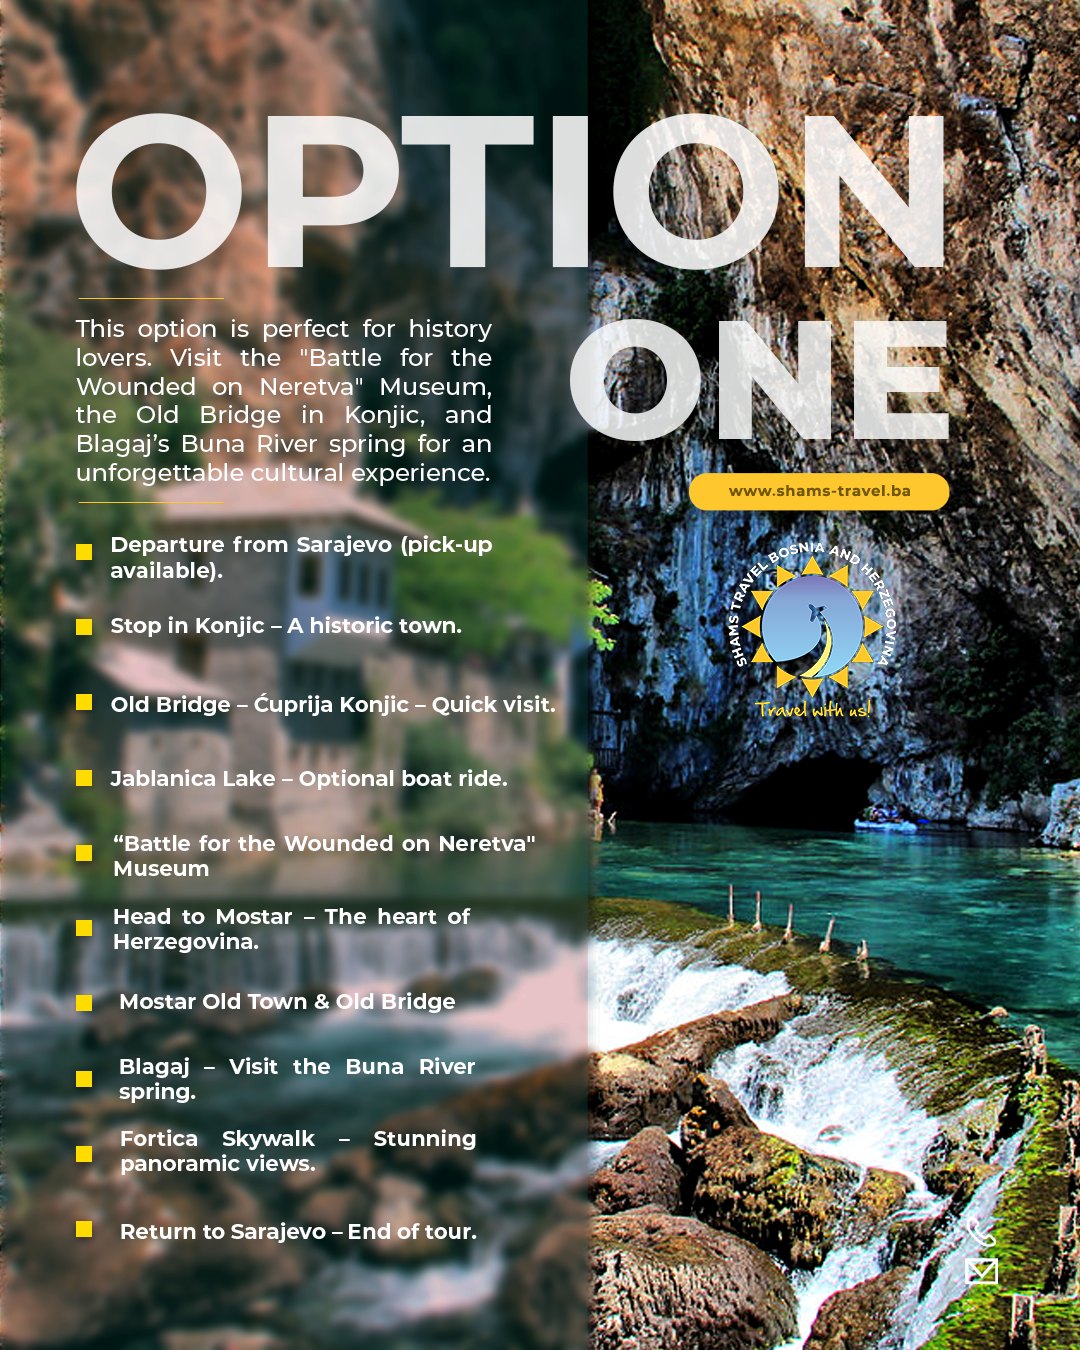 OPTION
ONE
This option is perfect for history
lovers. Visit the "Battle for the
Wounded on Neretva" Museum,
the Old Bridge in Konjic, and
Blagaj’s Buna River spring for an
unforgettable cultural experience.
www.shams-travel.ba
SHAMS TRAVEL BOSNIA AND HERZEGOVINA
Travel with us!
Departure from Sarajevo (pick-up
available).
Stop in Konjic – A historic town.
Old Bridge – Ćuprija Konjic – Quick visit.
Jablanica Lake – Optional boat ride.
“Battle for the Wounded on Neretva"
Museum
Head to Mostar – The heart of
Herzegovina.
Mostar Old Town & Old Bridge
Blagaj – Visit the Buna River
spring.
Fortica Skywalk – Stunning
panoramic views.
Return to Sarajevo – End of tour.